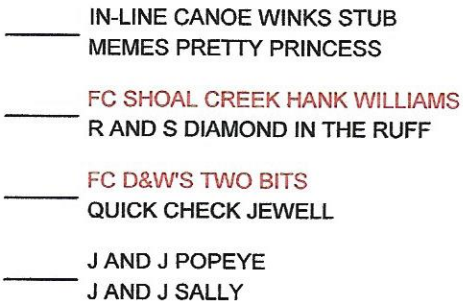 IN-LINE CANOE WINKS STUB
MEMES PRETTY PRINCESS
FC SHOAL CREEK HANK WILLIAMS
R AND S DIAMOND IN THE RUFF
FC D&W'S TWO BITS
QUICK CHECK JEWELL
J AND J POPEYE
J AND J SALLY